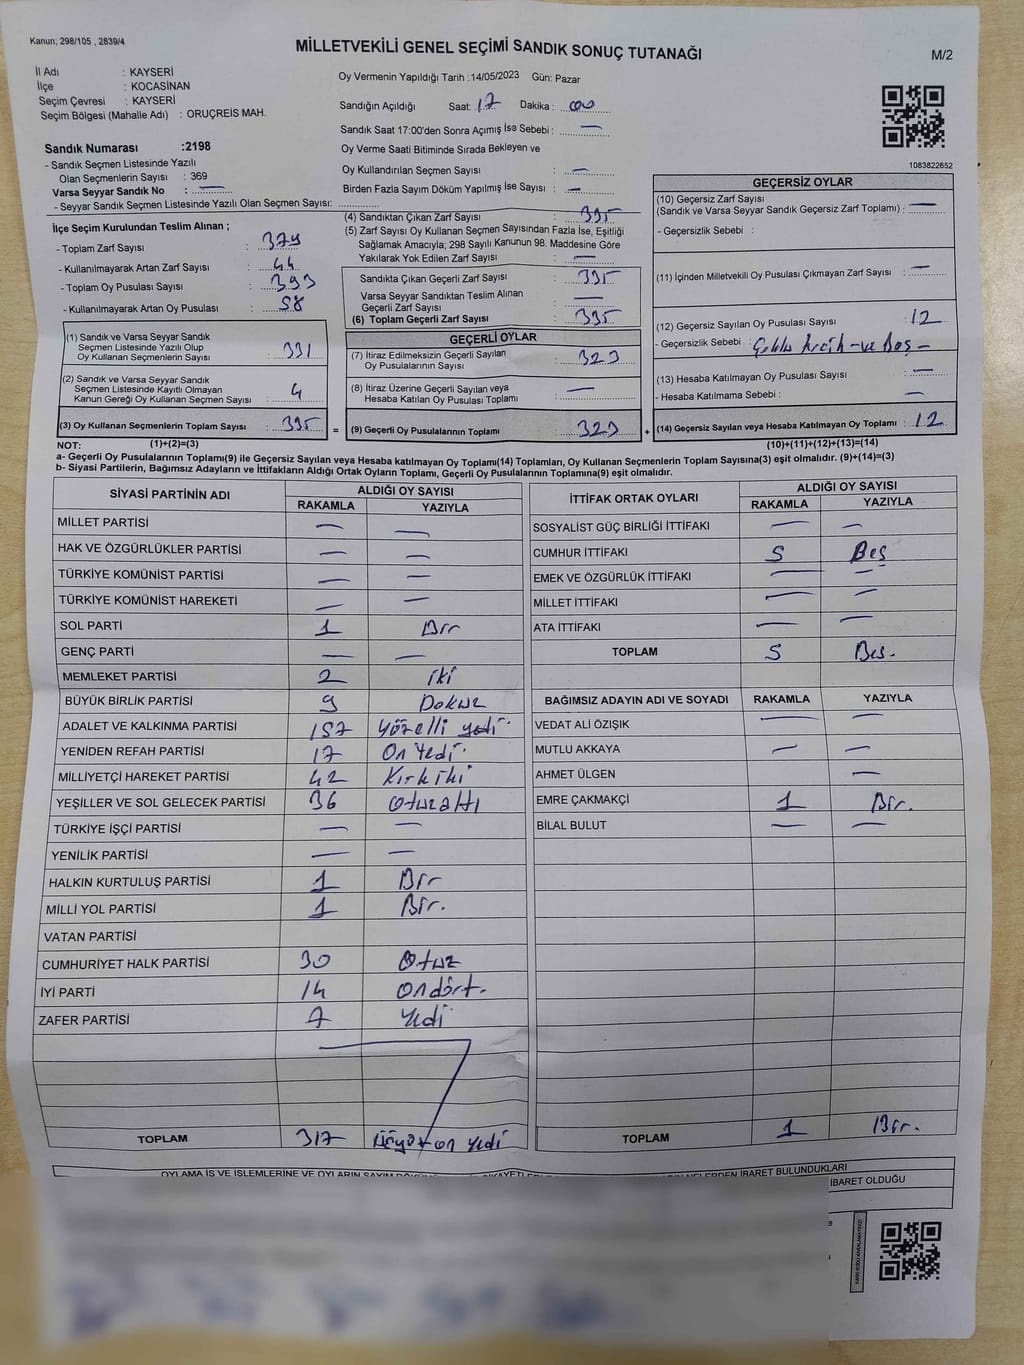 Kanun; 298/105 , 2839/4
MİLLETVEKİLİ GENEL SEÇİMİ SANDIK SONUÇ TUTANAĞI
M/2
İl Adı : KAYSERİ
İlçe : KOCASİNAN
Seçim Çevresi : KAYSERİ
Seçim Bölgesi (Mahalle Adı) : ORUÇREİS MAH.
Oy Vermenin Yapıldığı Tarih :14/05/2023 Gün: Pazar
Sandığın Açıldığı Saat: 17 Dakika : 00
Sandık Saat 17:00'den Sonra Açımış İse Sebebi : —
Oy Verme Saati Bitiminde Sırada Bekleyen ve
Oy Kullandırılan Seçmen Sayısı : —
Birden Fazla Sayım Döküm Yapılmış İse Sayısı : —
1083822652
Sandık Numarası :2198
- Sandık Seçmen Listesinde Yazılı
Olan Seçmenlerin Sayısı : 369
Varsa Seyyar Sandık No : —
- Seyyar Sandık Seçmen Listesinde Yazılı Olan Seçmen Sayısı:
İlçe Seçim Kurulundan Teslim Alınan ;
- Toplam Zarf Sayısı : 379
- Kullanılmayarak Artan Zarf Sayısı : 44
- Toplam Oy Pusulası Sayısı : 393
- Kullanılmayarak Artan Oy Pusulası : 58
(1) Sandık ve Varsa Seyyar Sandık
Seçmen Listesinde Yazılı Olup
Oy Kullanan Seçmenlerin Sayısı : 331
(2) Sandık ve Varsa Seyyar Sandık
Seçmen Listesinde Kayıtlı Olmayan
Kanun Gereği Oy Kullanan Seçmen Sayısı : 4
(3) Oy Kullanan Seçmenlerin Toplam Sayısı : 335
(4) Sandıktan Çıkan Zarf Sayısı : 335
(5) Zarf Sayısı Oy Kullanan Seçmen Sayısından Fazla İse, Eşitliği
Sağlamak Amacıyla; 298 Sayılı Kanunun 98. Maddesine Göre
Yakılarak Yok Edilen Zarf Sayısı : —
Sandıkta Çıkan Geçerli Zarf Sayısı : 335
Varsa Seyyar Sandıktan Teslim Alınan
Geçerli Zarf Sayısı : —
(6) Toplam Geçerli Zarf Sayısı : 335
GEÇERLİ OYLAR
(7) İtiraz Edilmeksizin Geçerli Sayılan
Oy Pusulalarının Sayısı : 323
(8) İtiraz Üzerine Geçerli Sayılan veya
Hesaba Katılan Oy Pusulası Toplamı : —
= (9) Geçerli Oy Pusulalarının Toplamı : 323 +
GEÇERSİZ OYLAR
(10) Geçersiz Zarf Sayısı
(Sandık ve Varsa Seyyar Sandık Geçersiz Zarf Toplamı) : —
- Geçersizlik Sebebi :
(11) İçinden Milletvekili Oy Pusulası Çıkmayan Zarf Sayısı : —
(12) Geçersiz Sayılan Oy Pusulası Sayısı : 12
- Geçersizlik Sebebi : ve Boş
(13) Hesaba Katılmayan Oy Pusulası Sayısı : —
- Hesaba Katılmama Sebebi : —
(14) Geçersiz Sayılan veya Hesaba Katılmayan Oy Toplamı : 12
NOT: (1)+(2)=(3)
(10)+(11)+(12)+(13)=(14)
a- Geçerli Oy Pusulalarının Toplamı(9) ile Geçersiz Sayılan veya Hesaba katılmayan Oy Toplamı(14) Toplamları, Oy Kullanan Seçmenlerin Toplam Sayısına(3) eşit olmalıdır. (9)+(14)=(3)
b- Siyasi Partilerin, Bağımsız Adayların ve İttifakların Aldığı Ortak Oyların Toplamı, Geçerli Oy Pusulalarının Toplamına(9) eşit olmalıdır.
SİYASİ PARTİNİN ADI ALDIĞI OY SAYISI
RAKAMLA YAZIYLA
MİLLET PARTİSİ — —
HAK VE ÖZGÜRLÜKLER PARTİSİ — —
TÜRKİYE KOMÜNİST PARTİSİ — —
TÜRKİYE KOMÜNİST HAREKETİ — —
SOL PARTİ 1 Bir
GENÇ PARTİ — —
MEMLEKET PARTİSİ 2 iki
BÜYÜK BİRLİK PARTİSİ 9 Dokuz
ADALET VE KALKINMA PARTİSİ 157 Yüzelli yedi
YENİDEN REFAH PARTİSİ 17 On Yedi
MİLLİYETÇİ HAREKET PARTİSİ 42 Kırkiki
YEŞİLLER VE SOL GELECEK PARTİSİ 36 Otuzaltı
TÜRKİYE İŞÇİ PARTİSİ — —
YENİLİK PARTİSİ — —
HALKIN KURTULUŞ PARTİSİ 1 Bir
MİLLİ YOL PARTİSİ 1 Bir.
VATAN PARTİSİ
CUMHURİYET HALK PARTİSİ 30 Otuz
İYİ PARTİ 14 Ondört.
ZAFER PARTİSİ 7 Yedi
TOPLAM 317 Üçyüz on yedi
İTTİFAK ORTAK OYLARI ALDIĞI OY SAYISI
RAKAMLA YAZIYLA
SOSYALİST GÜÇ BİRLİĞİ İTTİFAKI — —
CUMHUR İTTİFAKI 5 Beş
EMEK VE ÖZGÜRLÜK İTTİFAKI — —
MİLLET İTTİFAKI — —
ATA İTTİFAKI — —
TOPLAM 5 Beş.
BAĞIMSIZ ADAYIN ADI VE SOYADI RAKAMLA YAZIYLA
VEDAT ALİ ÖZIŞIK — —
MUTLU AKKAYA — —
AHMET ÜLGEN —
EMRE ÇAKMAKÇİ 1 Bir.
BİLAL BULUT — —
TOPLAM 1 Bir.
OYLAMA İŞ VE İŞLEMLERİNE VE OYLARIN SAYIM NELERDEN İBARET BULUNDUKLARI
İBARET OLDUĞU